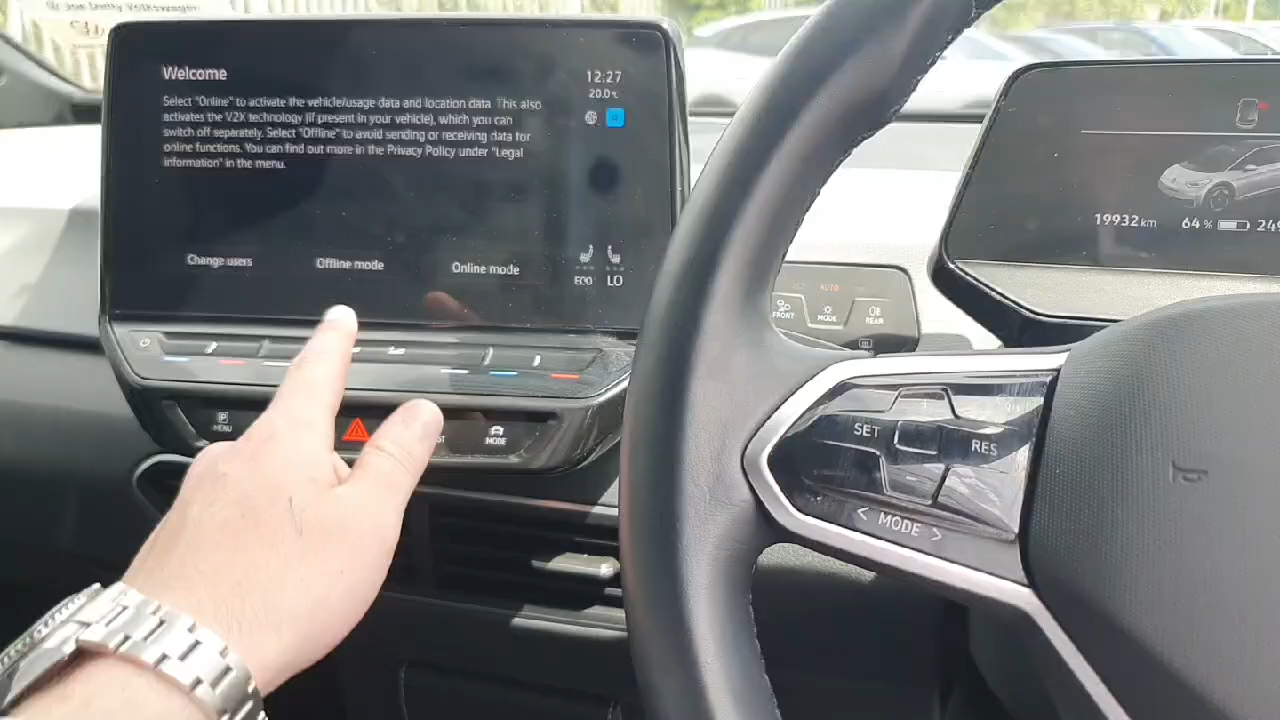 Joe Duffy Volkswagen
Welcome
12:27
20.0℃
Select "Online" to activate the vehicle/usage data and location data. This also
activates the V2X technology (if present in your vehicle), which you can
switch off separately. Select "Offline" to avoid sending or receiving data for
online functions. You can find out more in the Privacy Policy under "Legal
information" in the menu.
Change users
Offline mode
Online mode
ECO
LO
19932km
64 %
AUTO
FRONT
MODE
REAR
P
MENU
MODE
SET
RES
< MODE >